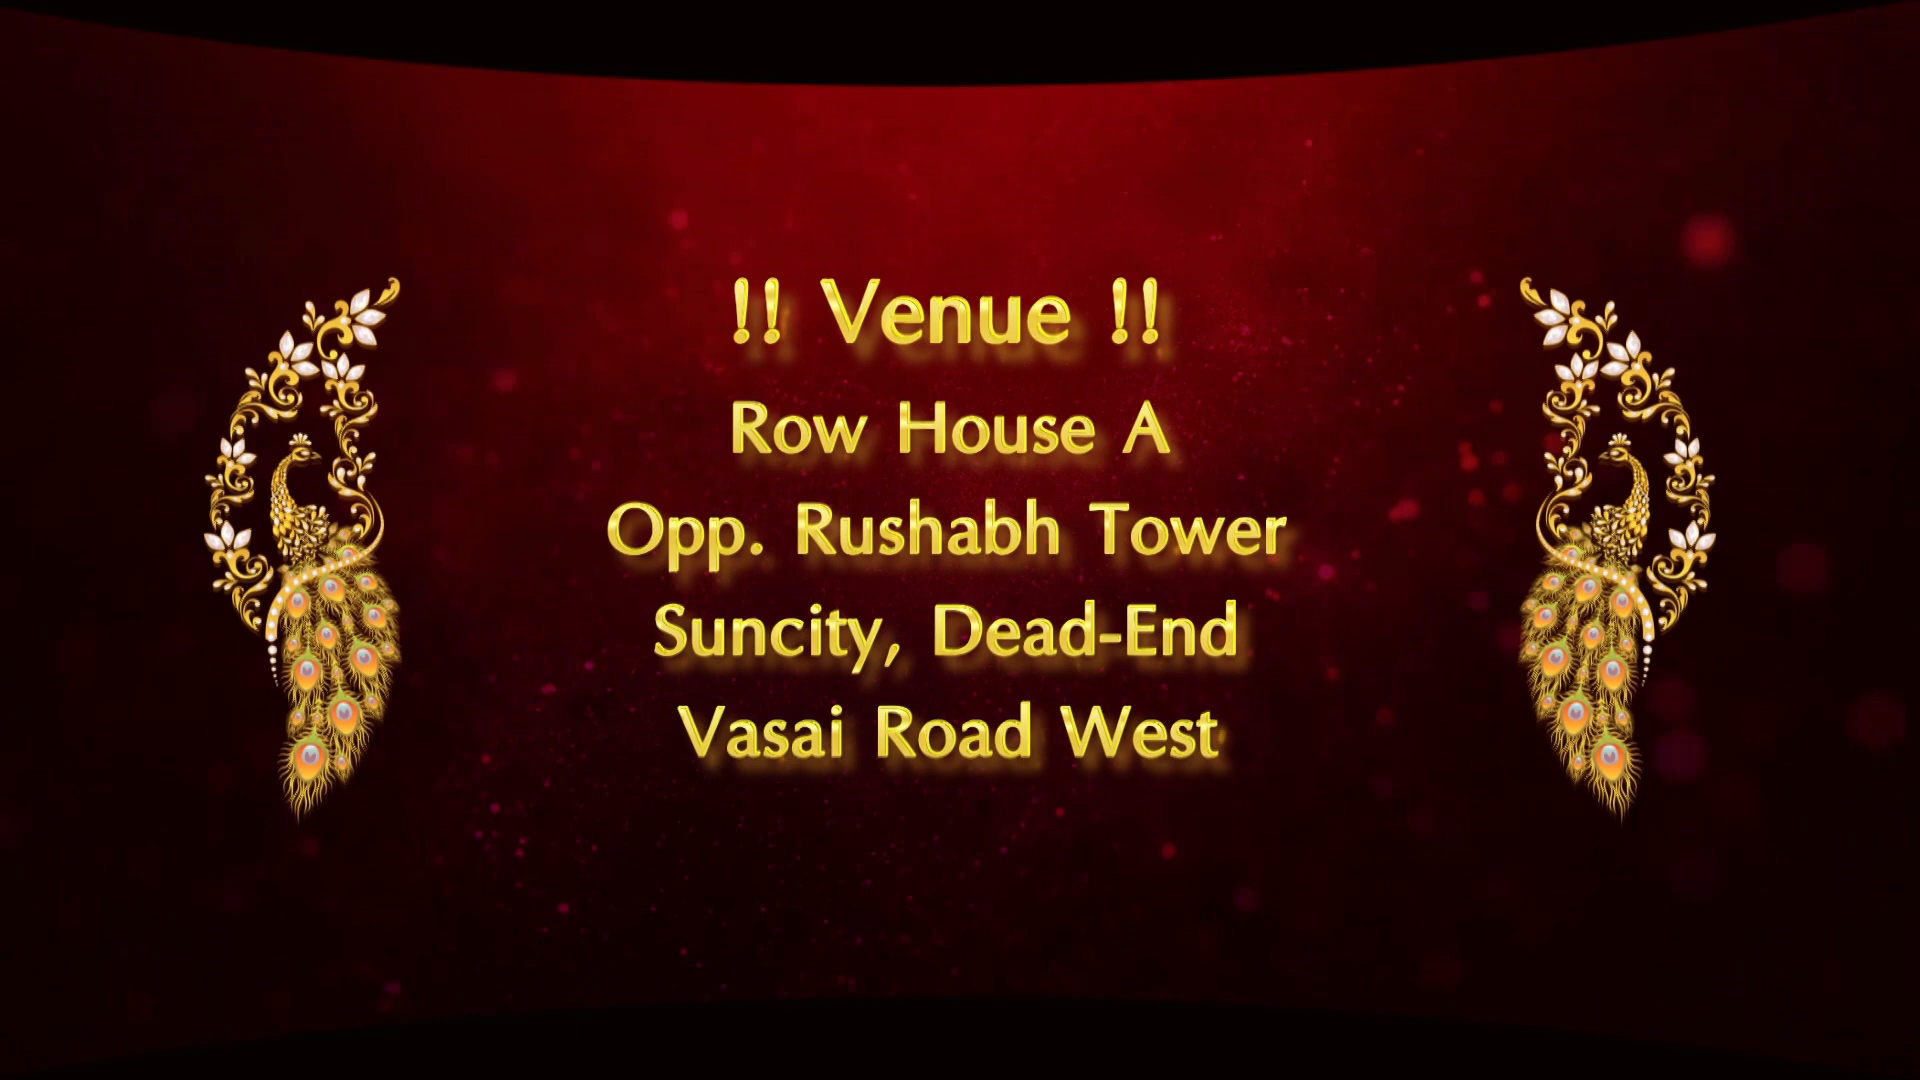 !! Venue !!
Row House A
Opp. Rushabh Tower
Suncity, Dead-End
Vasai Road West